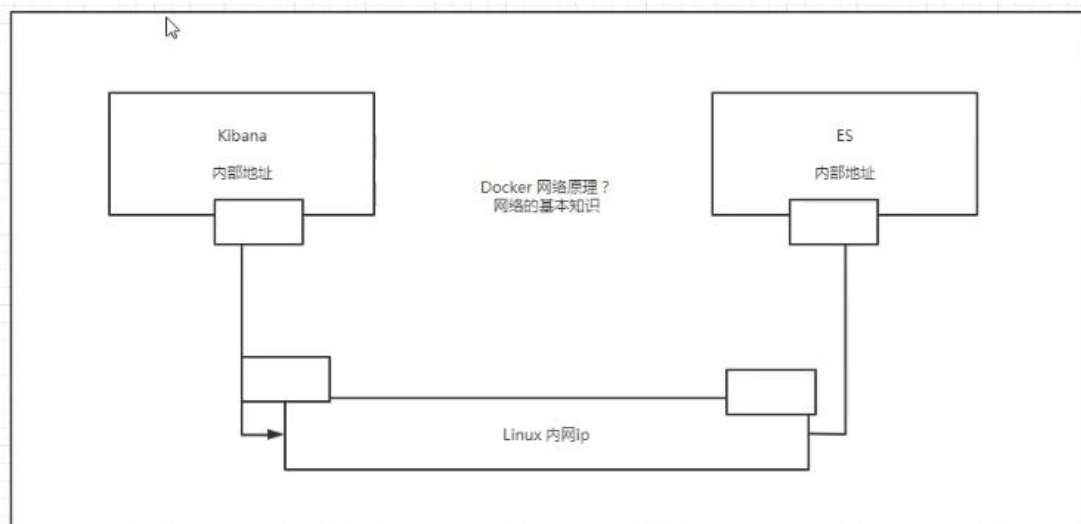 Kibana
内部地址
ES
内部地址
Docker 网络原理？
网络的基本知识
Linux 内网ip